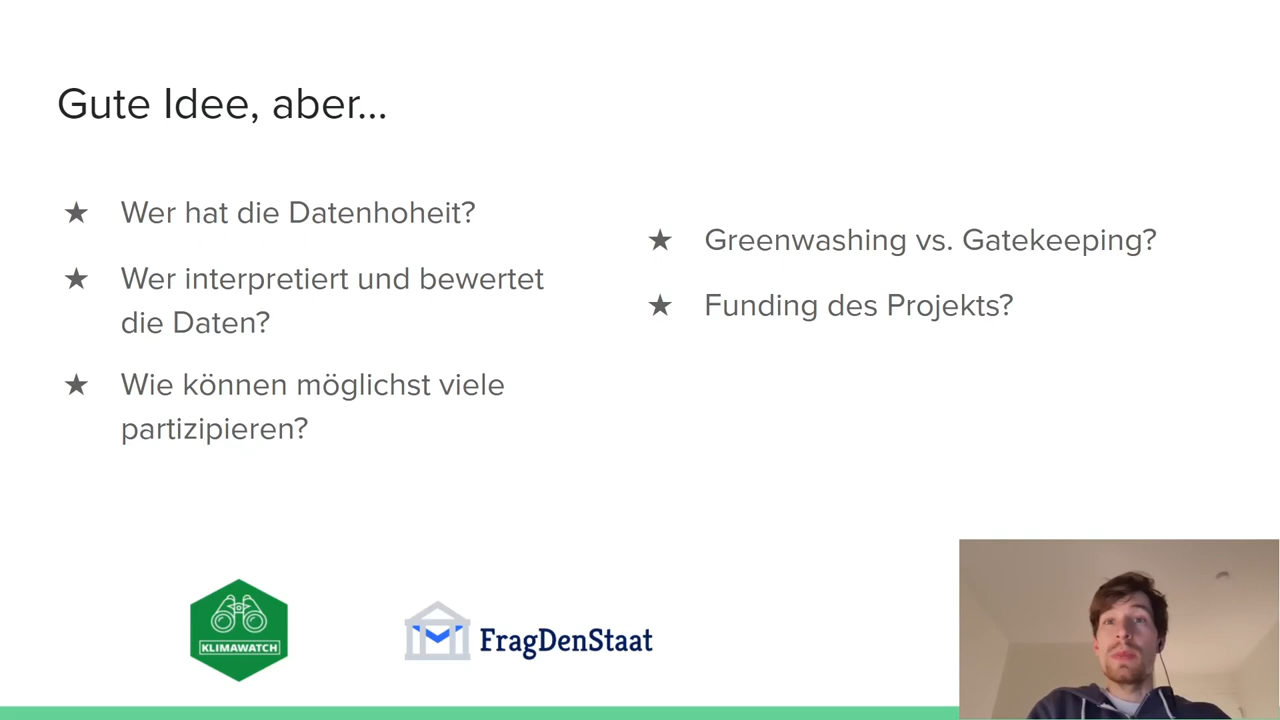 Gute Idee, aber...
★ Wer hat die Datenhoheit?
★ Wer interpretiert und bewertet
die Daten?
★ Wie können möglichst viele
partizipieren?
★ Greenwashing vs. Gatekeeping?
★ Funding des Projekts?
KLIMAWATCH
FragDenStaat